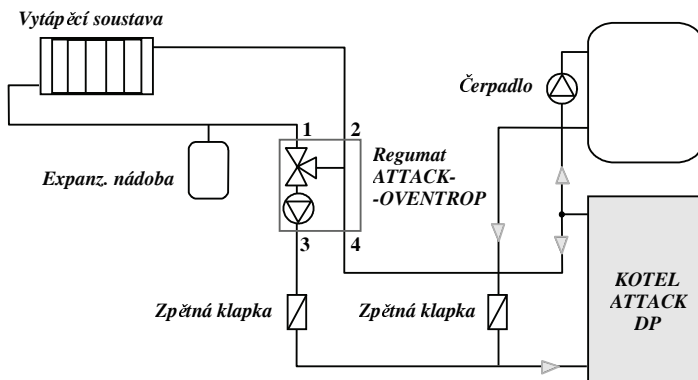 Vytápěcí soustava
Čerpadlo
1 2
Regumat
ATTACK-
-OVENTROP
Expanz. nádoba
3 4
KOTEL
ATTACK
DP
Zpětná klapka
Zpětná klapka